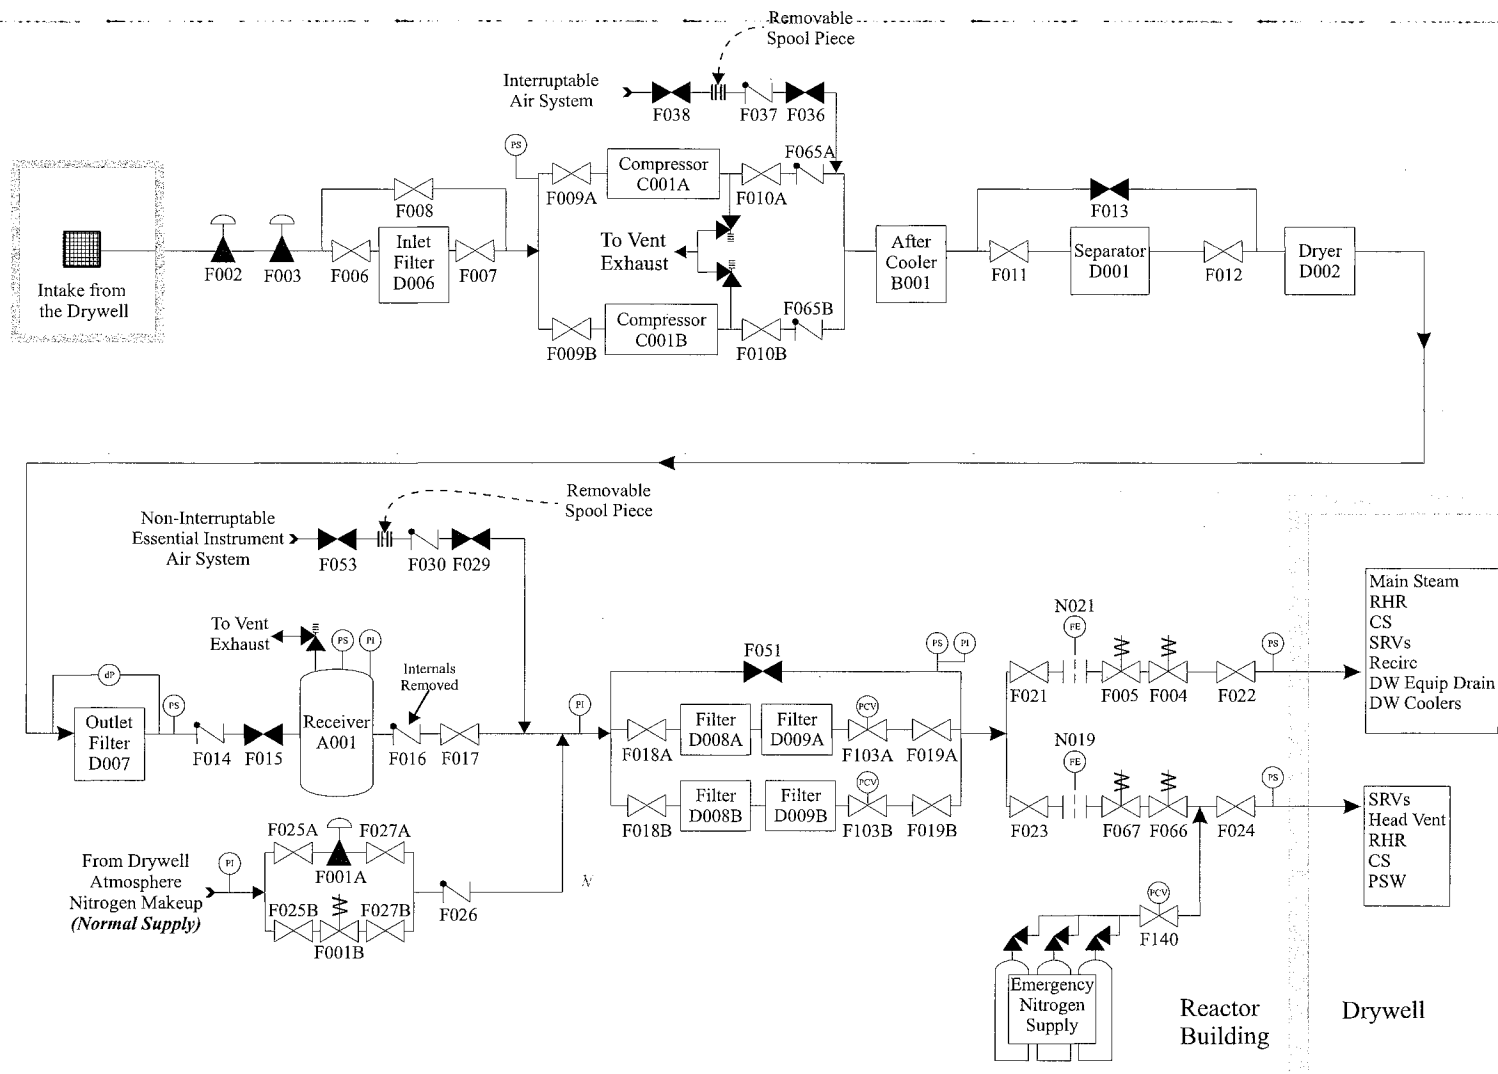 Removable
Spool Piece
Interruptable
Air System
F038
F037
F036
PS
F065A
Compressor
C001A
F009A
F010A
F008
F002
F003
F006
Inlet
Filter
D006
F007
Intake from
the Drywell
To Vent
Exhaust
After
Cooler
B001
F013
F011
Separator
D001
F012
Dryer
D002
F065B
Compressor
C001B
F009B
F010B
Removable
Spool Piece
Non-Interruptable
Essential Instrument
Air System
F053
F030
F029
To Vent
Exhaust
PS
PI
Internals
Removed
dP
PS
Outlet
Filter
D007
F014
F015
Receiver
A001
F016
F017
PI
F051
PS
PI
F018A
Filter
D008A
Filter
D009A
PCV
F103A
F019A
F018B
Filter
D008B
Filter
D009B
PCV
F103B
F019B
N021
FE
F021
F005
F004
F022
PS
N019
FE
F023
F067
F066
F024
PS
Main Steam
RHR
CS
SRVs
Recirc
DW Equip Drain
DW Coolers
SRVs
Head Vent
RHR
CS
PSW
From Drywell
Atmosphere
Nitrogen Makeup
(Normal Supply)
PI
F025A
F027A
F001A
F025B
F027B
F001B
F026
N
PCV
F140
Emergency
Nitrogen
Supply
Reactor
Building
Drywell